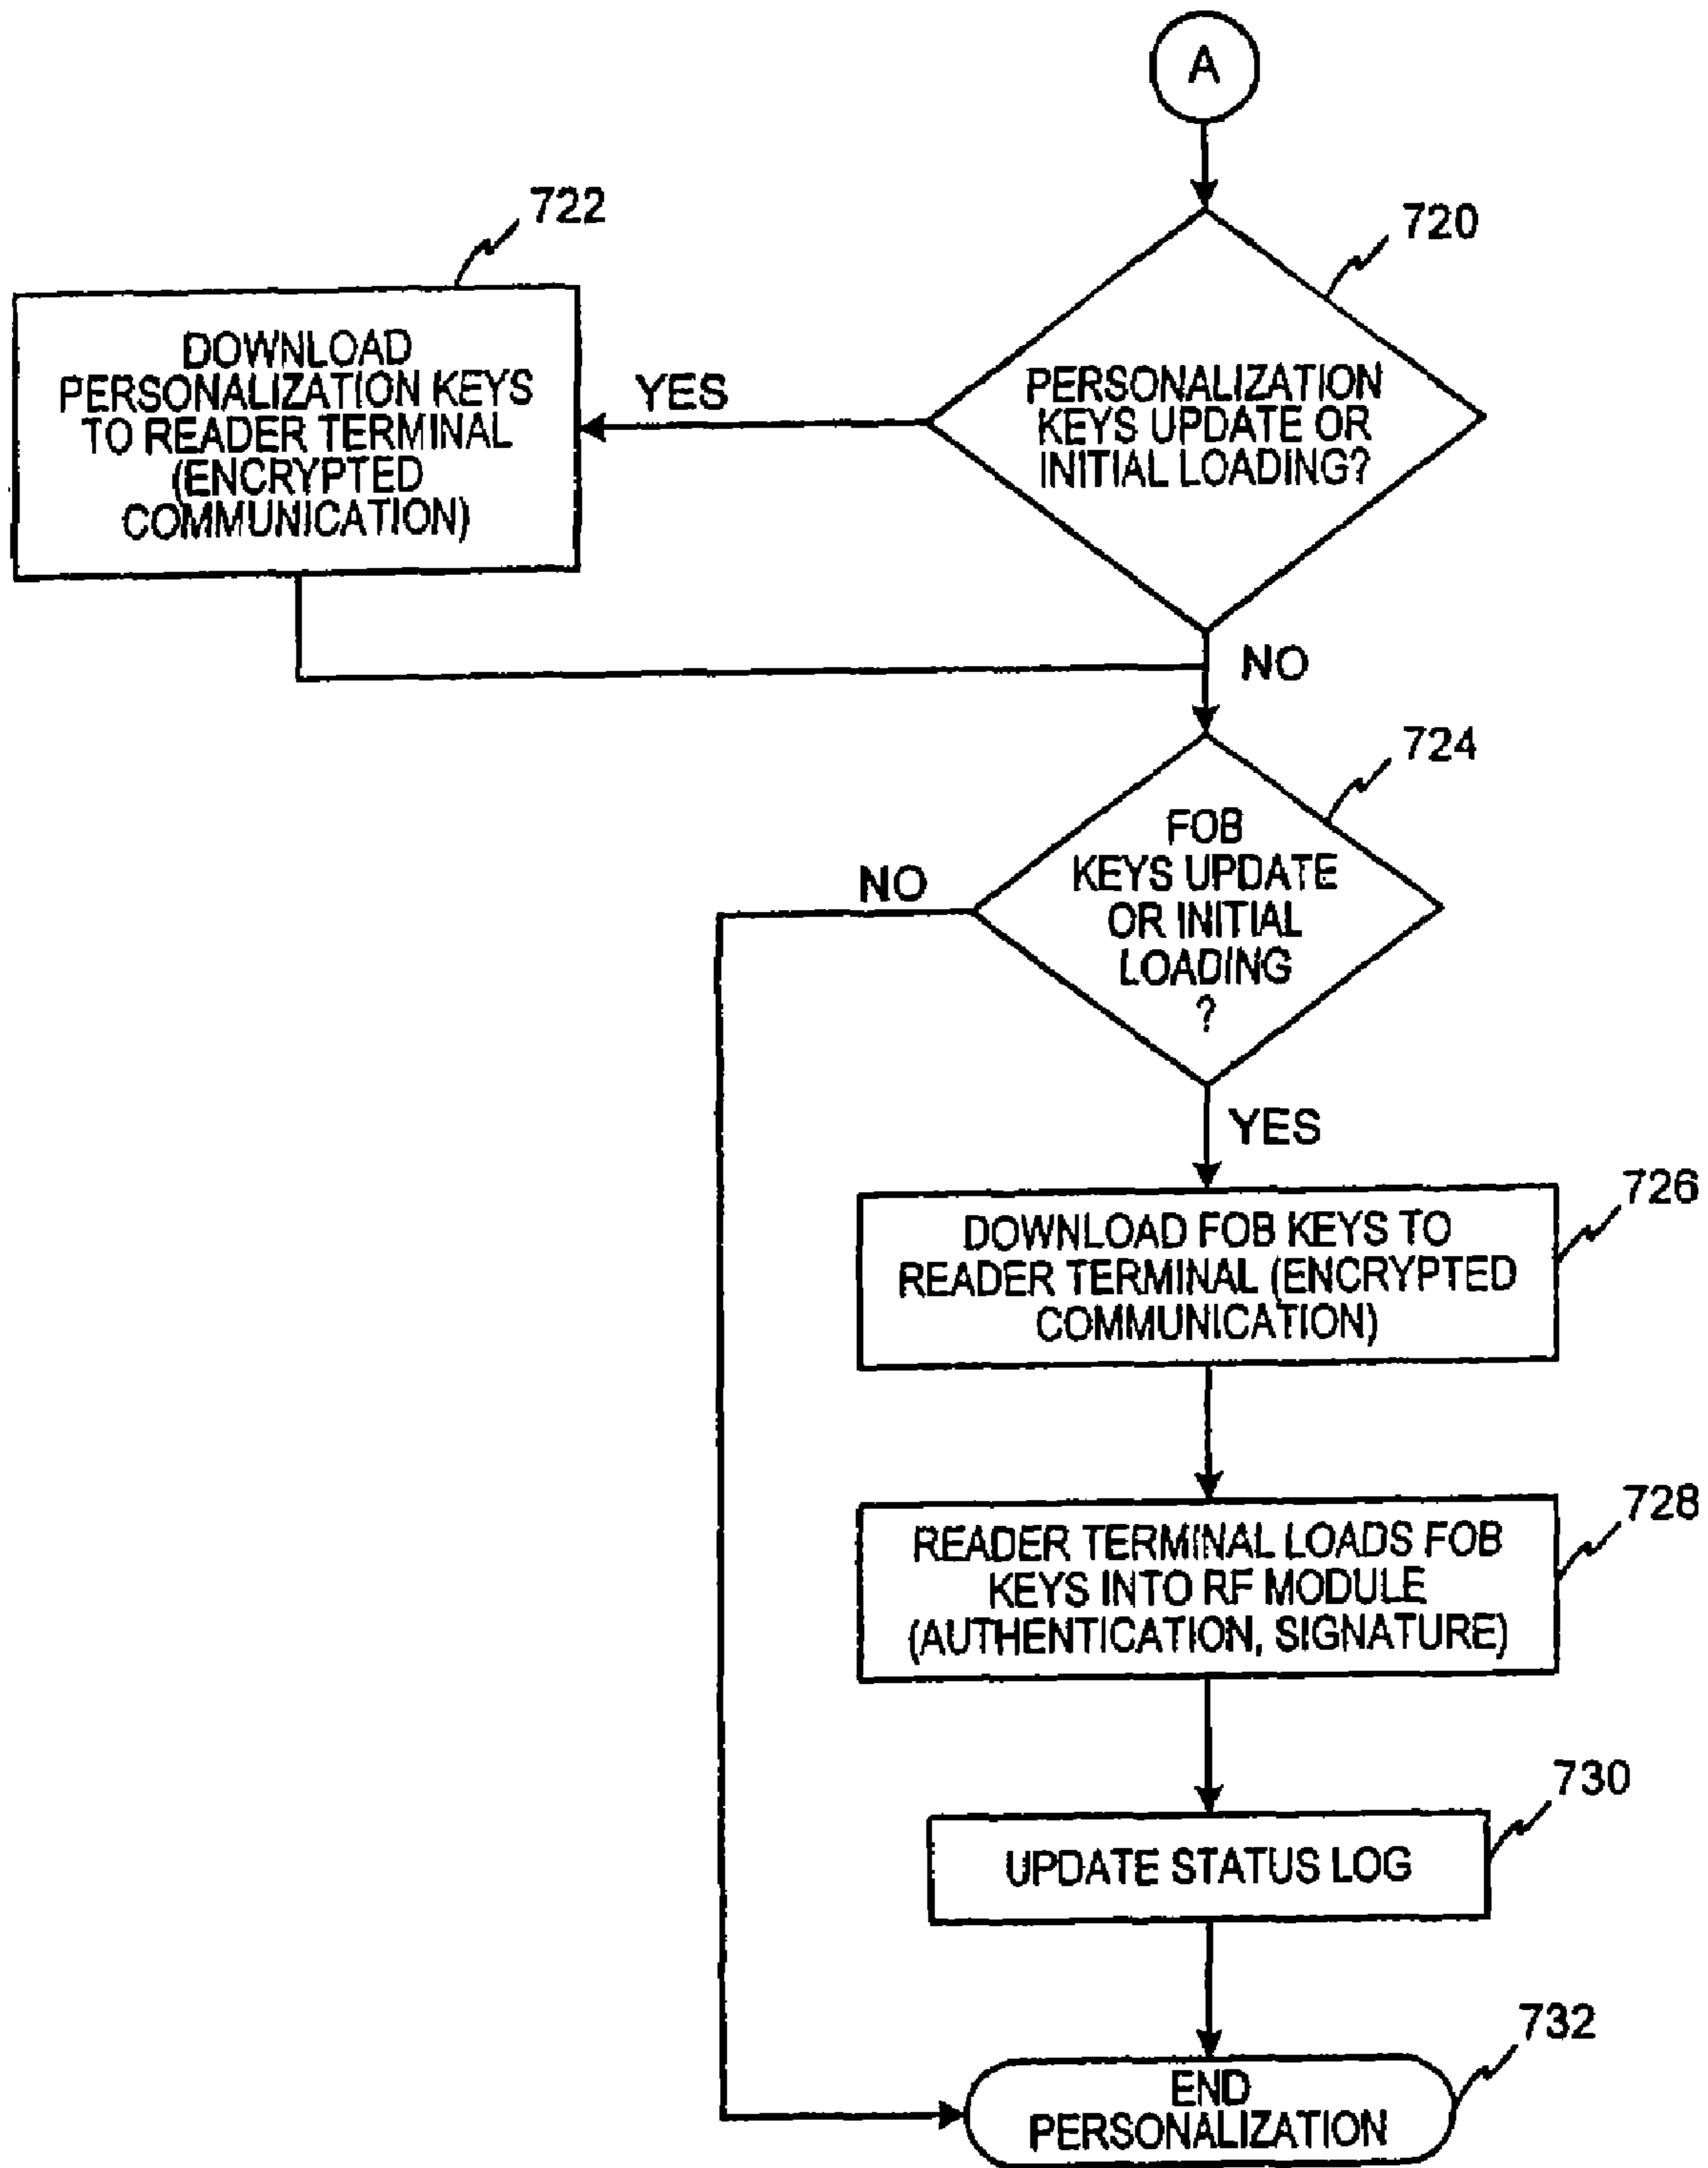 A
722
720
DOWNLOAD
PERSONALIZATION KEYS
TO READER TERMINAL
(ENCRYPTED
COMMUNICATION)
YES
PERSONALIZATION
KEYS UPDATE OR
INITIAL LOADING?
NO
724
FOB
KEYS UPDATE
OR INITIAL
LOADING
?
NO
YES
726
DOWNLOAD FOB KEYS TO
READER TERMINAL (ENCRYPTED
COMMUNICATION)
728
READER TERMINAL LOADS FOB
KEYS INTO RF MODULE
(AUTHENTICATION, SIGNATURE)
730
UPDATE STATUS LOG
732
END
PERSONALIZATION